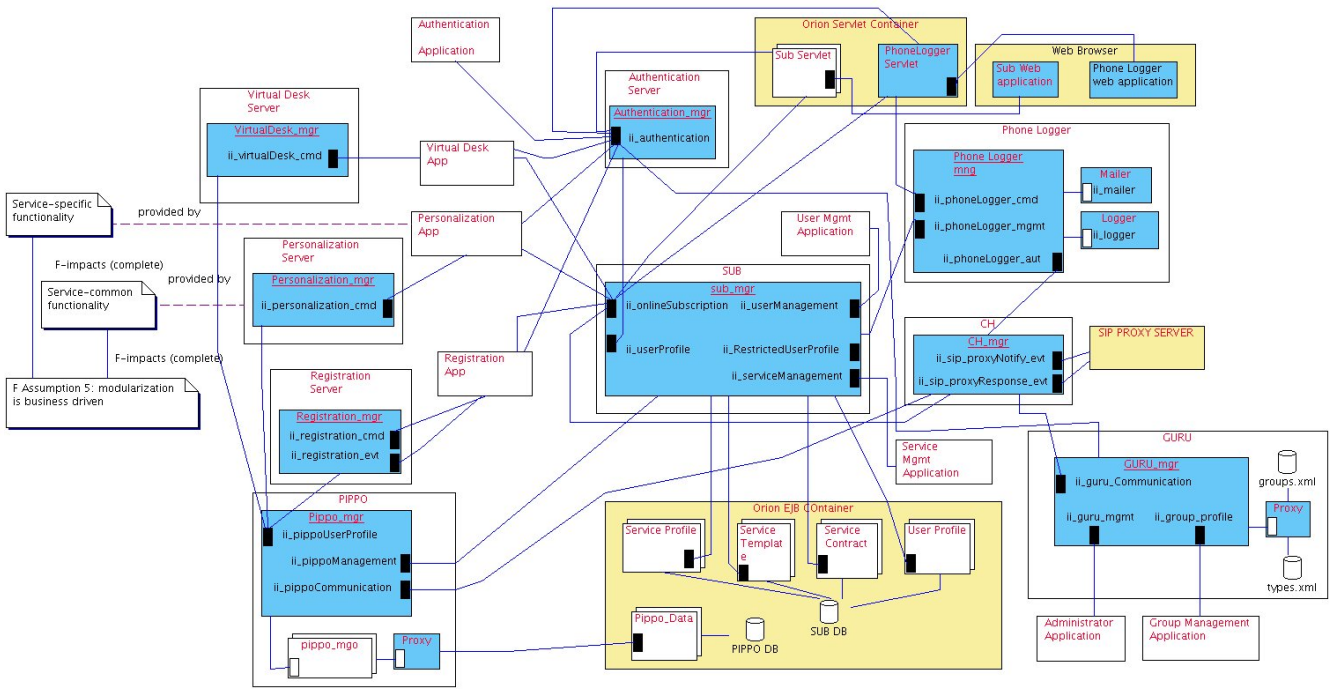 Authentication
Application
Orion Servlet Container
Sub Servlet
PhoneLogger
Servlet
Web Browser
Sub Web
application
Phone Logger
web application
Authentication
Server
Authentication_mgr
ii_authentication
Virtual Desk
Server
VirtualDesk_mgr
ii_virtualDesk_cmd
Virtual Desk
App
Phone Logger
Phone Logger
mng
ii_phoneLogger_cmd
ii_phoneLogger_mgmt
ii_phoneLogger_aut
Mailer
ii_mailer
Logger
ii_logger
Service-specific
functionality
provided by
Personalization
App
User Mgmt
Application
F-impacts (complete)
provided by
Service-common
functionality
Personalization
Server
Personalization_mgr
ii_personalization_cmd
SUB
sub_mgr
ii_onlineSubscription
ii_userManagement
ii_userProfile
ii_RestrictedUserProfile
ii_serviceManagement
CH
CH_mgr
ii_sip_proxyNotify_evt
ii_sip_proxyResponse_evt
SIP PROXY SERVER
F-impacts (complete)
F Assumption 5: modularization
is business driven
Registration
App
Registration
Server
Registration_mgr
ii_registration_cmd
ii_registration_evt
Service
Mgmt
Application
GURU
GURU_mgr
ii_guru_Communication
ii_guru_mgmt
ii_group_profile
groups.xml
Proxy
types.xml
PIPPO
Pippo_mgr
ii_pippoUserProfile
ii_pippoManagement
ii_pippoCommunication
pippo_mgo
Proxy
Orion EJB COntainer
Service Profile
Service
Templat
e
Service
Contract
User Profile
Pippo_Data
PIPPO DB
SUB DB
Administrator
Application
Group Management
Application